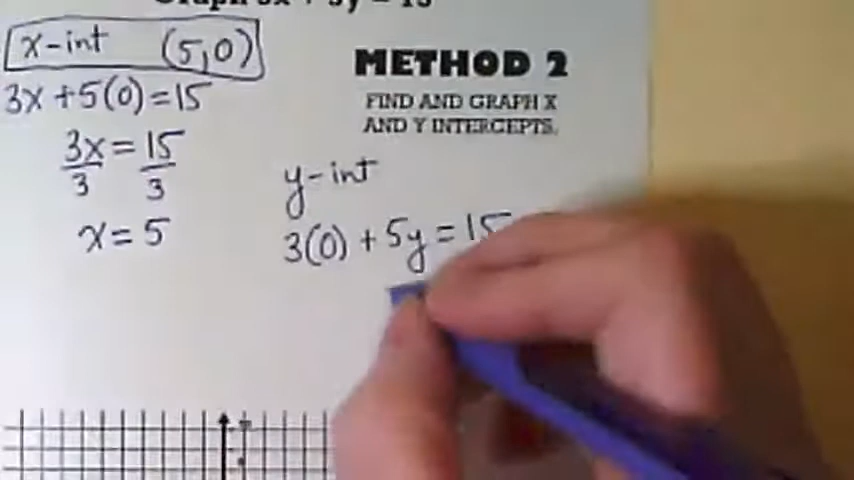 x-int (5,0)
3x + 5(0) = 15
3x = 15
3 3
x = 5
METHOD 2
FIND AND GRAPH X
AND Y INTERCEPTS.
y-int
3(0) + 5y = 15